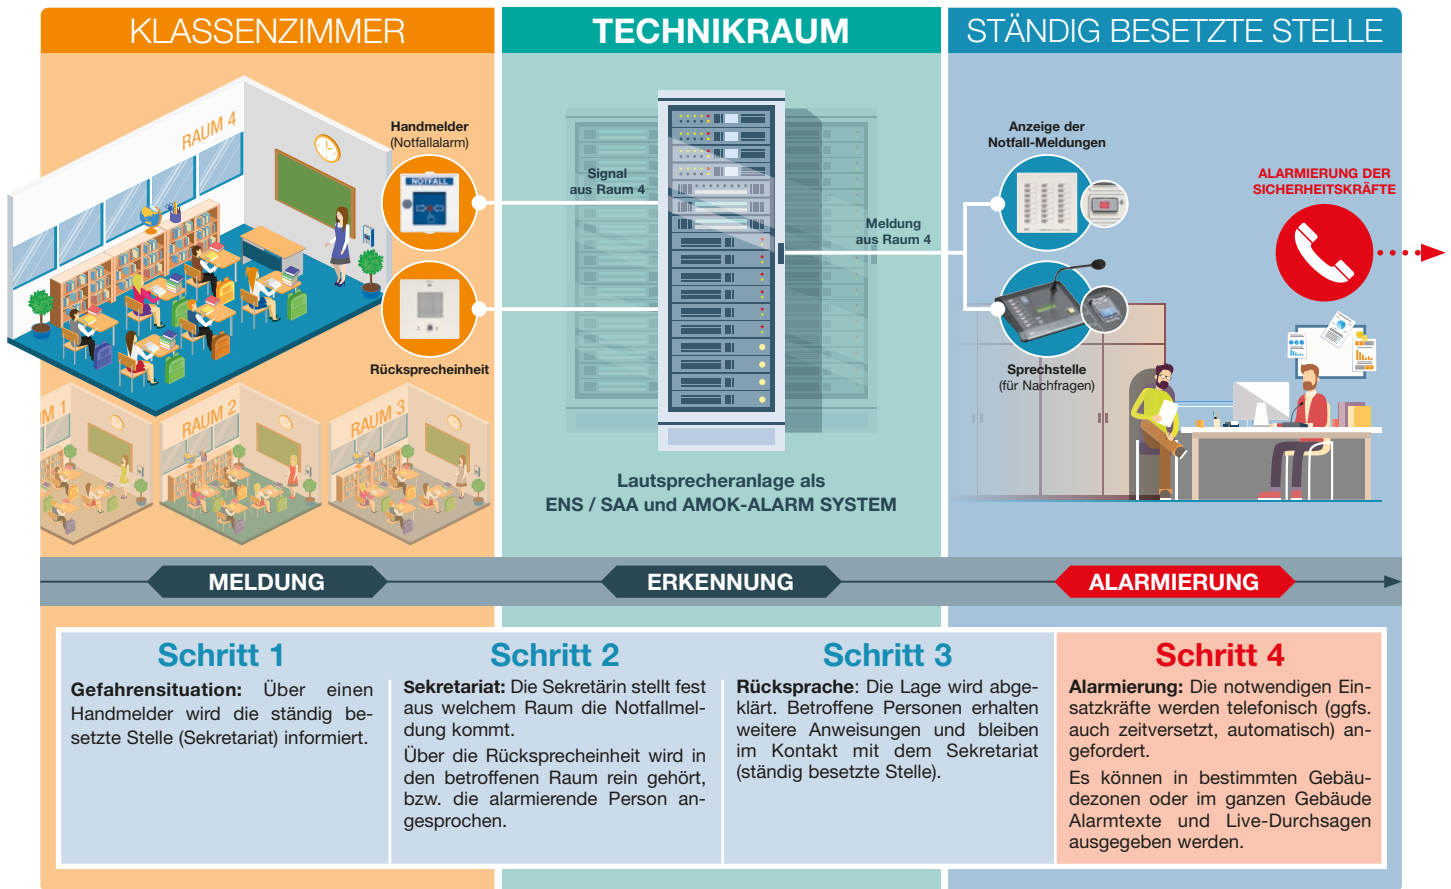 KLASSENZIMMER
TECHNIKRAUM
STÄNDIG BESETZTE STELLE
RAUM 4
Handmelder
(Notfallalarm)
NOTFALL
Rücksprecheinheit
M 1
RAUM 2
RAUM 3
Signal
aus Raum 4
Meldung
aus Raum 4
Lautsprecheranlage als
ENS / SAA und AMOK-ALARM SYSTEM
Anzeige der
Notfall-Meldungen
Sprechstelle
(für Nachfragen)
ALARMIERUNG DER
SICHERHEITSKRÄFTE
MELDUNG
ERKENNUNG
ALARMIERUNG
Schritt 1
Gefahrensituation: Über einen
Handmelder wird die ständig be-
setzte Stelle (Sekretariat) informiert.
Schritt 2
Sekretariat: Die Sekretärin stellt fest
aus welchem Raum die Notfallmel-
dung kommt.
Über die Rücksprecheinheit wird in
den betroffenen Raum rein gehört,
bzw. die alarmierende Person an-
gesprochen.
Schritt 3
Rücksprache: Die Lage wird abge-
klärt. Betroffene Personen erhalten
weitere Anweisungen und bleiben
im Kontakt mit dem Sekretariat
(ständig besetzte Stelle).
Schritt 4
Alarmierung: Die notwendigen Ein-
satzkräfte werden telefonisch (ggfs.
auch zeitversetzt, automatisch) an-
gefordert.
Es können in bestimmten Gebäu-
dezonen oder im ganzen Gebäude
Alarmtexte und Live-Durchsagen
ausgegeben werden.